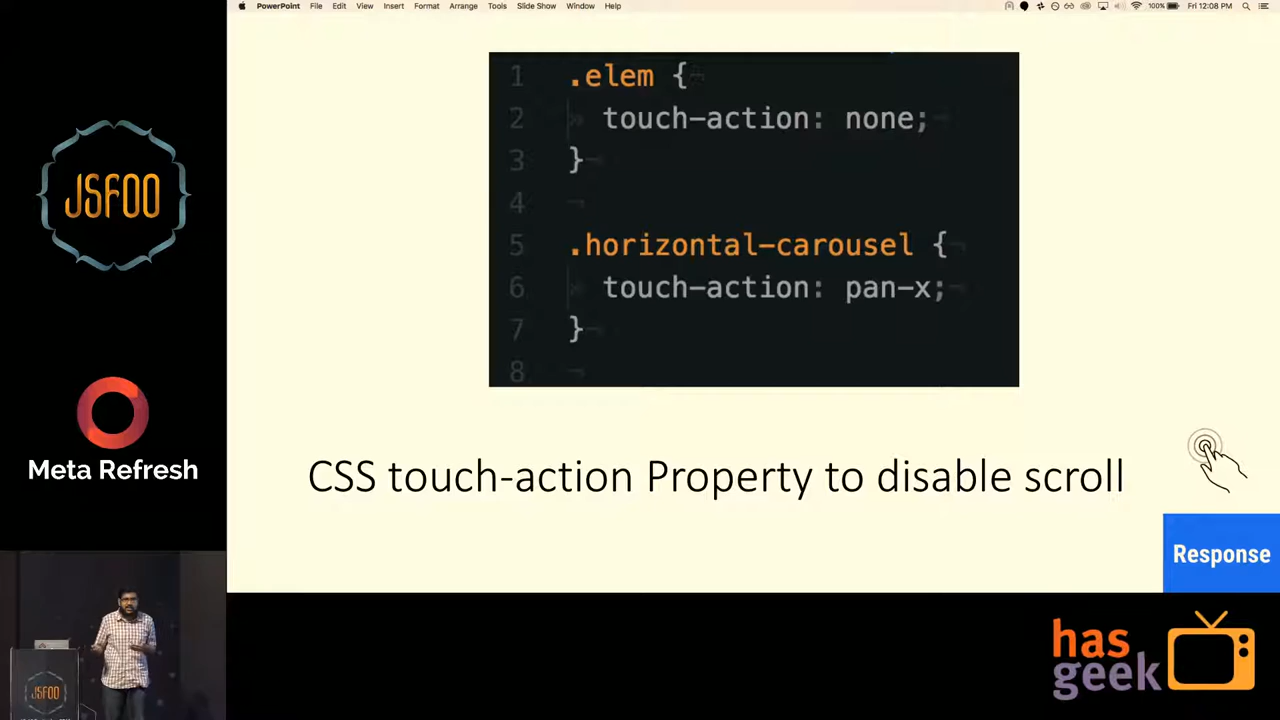 PowerPoint File Edit View Insert Format Arrange Tools Slide Show Window Help
100% Fri 12:08 PM
1 .elem {
2 touch-action: none;
3 }
4
5 .horizontal-carousel {
6 touch-action: pan-x;
7 }
8
CSS touch-action Property to disable scroll
Response
JSFOO
Meta Refresh
JSFOO
has
geek